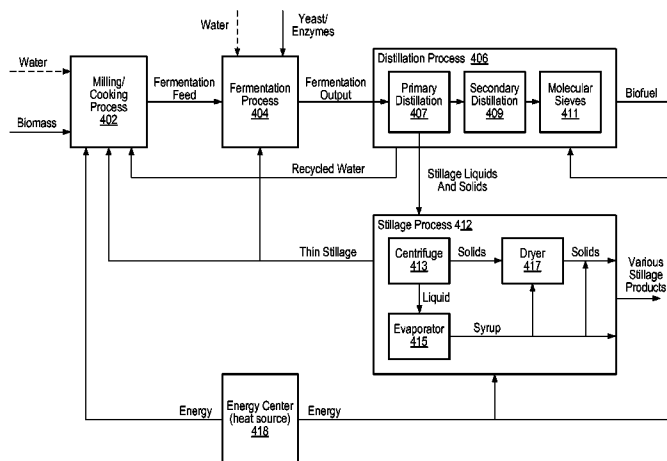 Water
Biomass
Milling/
Cooking
Process
402
Fermentation
Feed
Water
Yeast/
Enzymes
Fermentation
Process
404
Fermentation
Output
Distillation Process 406
Primary
Distillation
407
Secondary
Distillation
409
Molecular
Sieves
411
Biofuel
Recycled Water
Stillage Liquids
And Solids
Stillage Process 412
Thin Stillage
Centrifuge
413
Solids
Dryer
417
Solids
Various
Stillage
Products
Liquid
Evaporator
415
Syrup
Energy
Energy Center
(heat source)
418
Energy